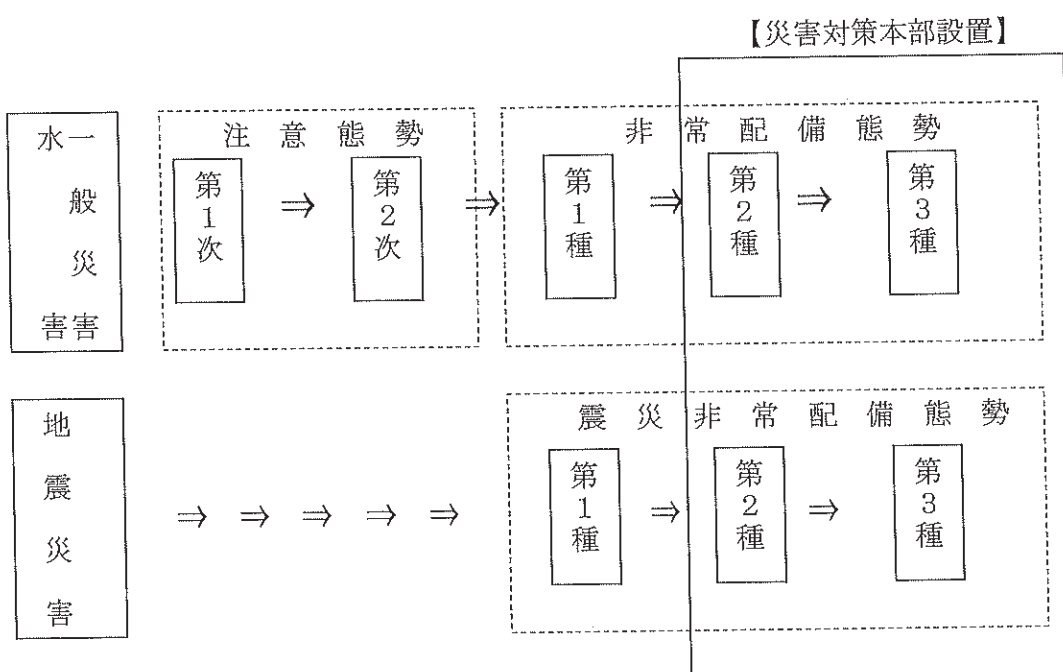 【災害対策本部設置】
一般災害
水害
注意態勢
第1次
⇒
第2次
⇒
非常配備態勢
第1種
⇒
第2種
⇒
第3種
地震災害
⇒ ⇒ ⇒ ⇒ ⇒
震災非常配備態勢
第1種
⇒
第2種
⇒
第3種